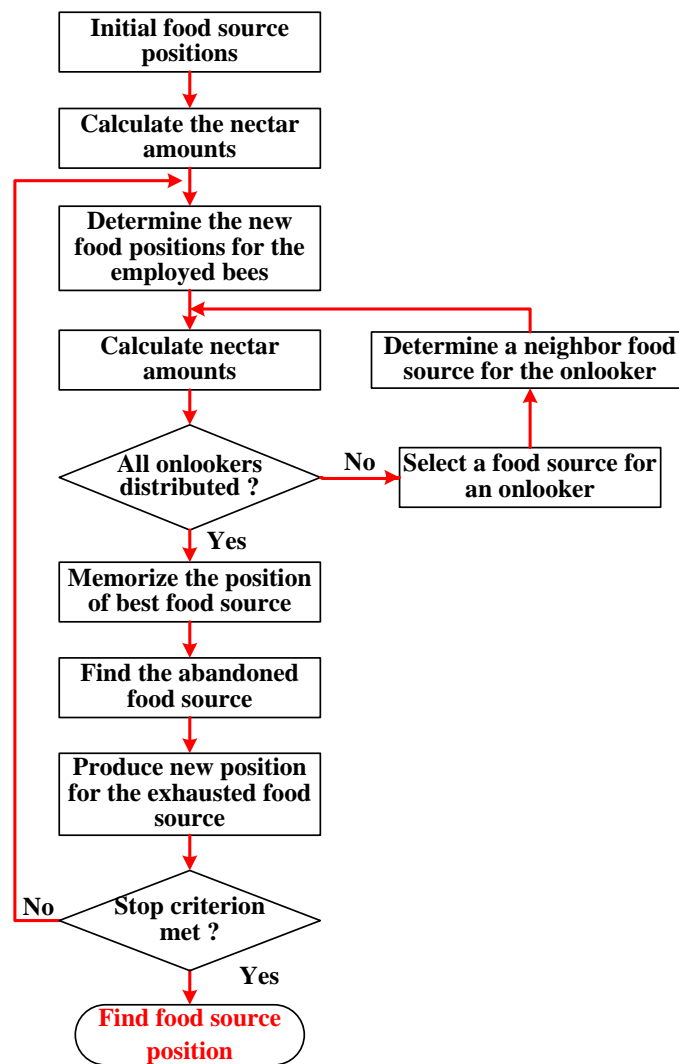 Initial food source
positions
Calculate the nectar
amounts
Determine the new
food positions for the
employed bees
Calculate nectar
amounts
Determine a neighbor food
source for the onlooker
All onlookers
distributed ?
No
Select a food source for
an onlooker
Yes
Memorize the position
of best food source
Find the abandoned
food source
Produce new position
for the exhausted food
source
No
Stop criterion
met ?
Yes
Find food source
position